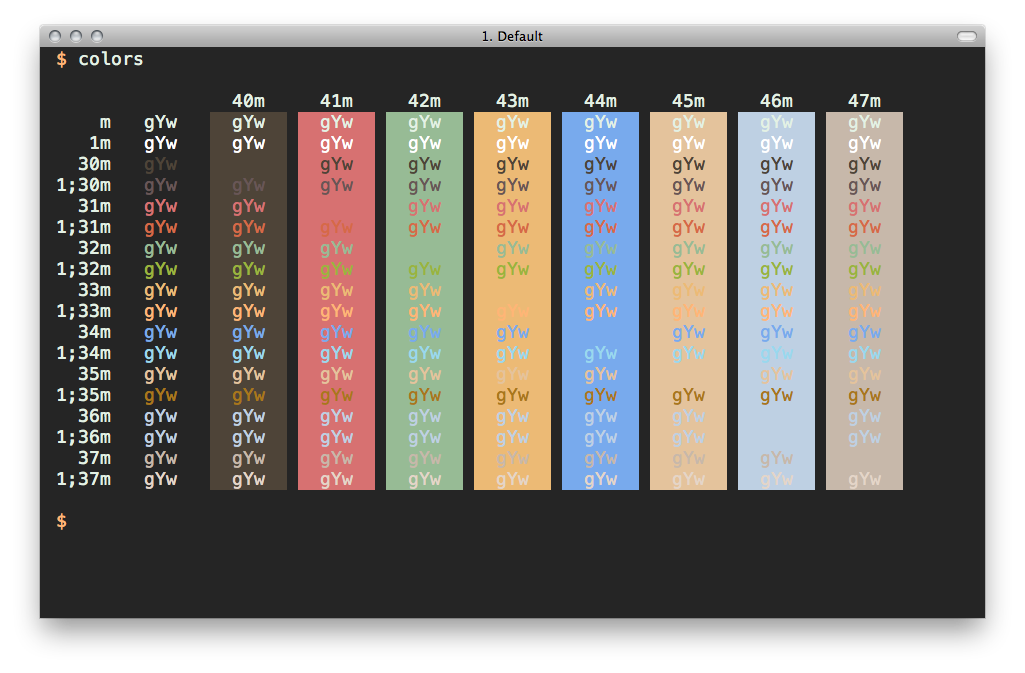 1. Default
$ colors
40m 41m 42m 43m 44m 45m 46m 47m
m gYw gYw gYw gYw gYw gYw gYw gYw gYw
1m gYw gYw gYw gYw gYw gYw gYw gYw gYw
30m gYw gYw gYw gYw gYw gYw gYw gYw
1;30m gYw gYw gYw gYw gYw gYw gYw gYw gYw
31m gYw gYw gYw gYw gYw gYw gYw gYw
1;31m gYw gYw gYw gYw gYw gYw gYw gYw gYw
32m gYw gYw gYw gYw gYw gYw gYw gYw
1;32m gYw gYw gYw gYw gYw gYw gYw gYw gYw
33m gYw gYw gYw gYw gYw gYw gYw gYw
1;33m gYw gYw gYw gYw gYw gYw gYw gYw gYw
34m gYw gYw gYw gYw gYw gYw gYw gYw
1;34m gYw gYw gYw gYw gYw gYw gYw gYw gYw
35m gYw gYw gYw gYw gYw gYw gYw gYw
1;35m gYw gYw gYw gYw gYw gYw gYw gYw gYw
36m gYw gYw gYw gYw gYw gYw gYw gYw
1;36m gYw gYw gYw gYw gYw gYw gYw gYw
37m gYw gYw gYw gYw gYw gYw gYw gYw
1;37m gYw gYw gYw gYw gYw gYw gYw gYw gYw
$